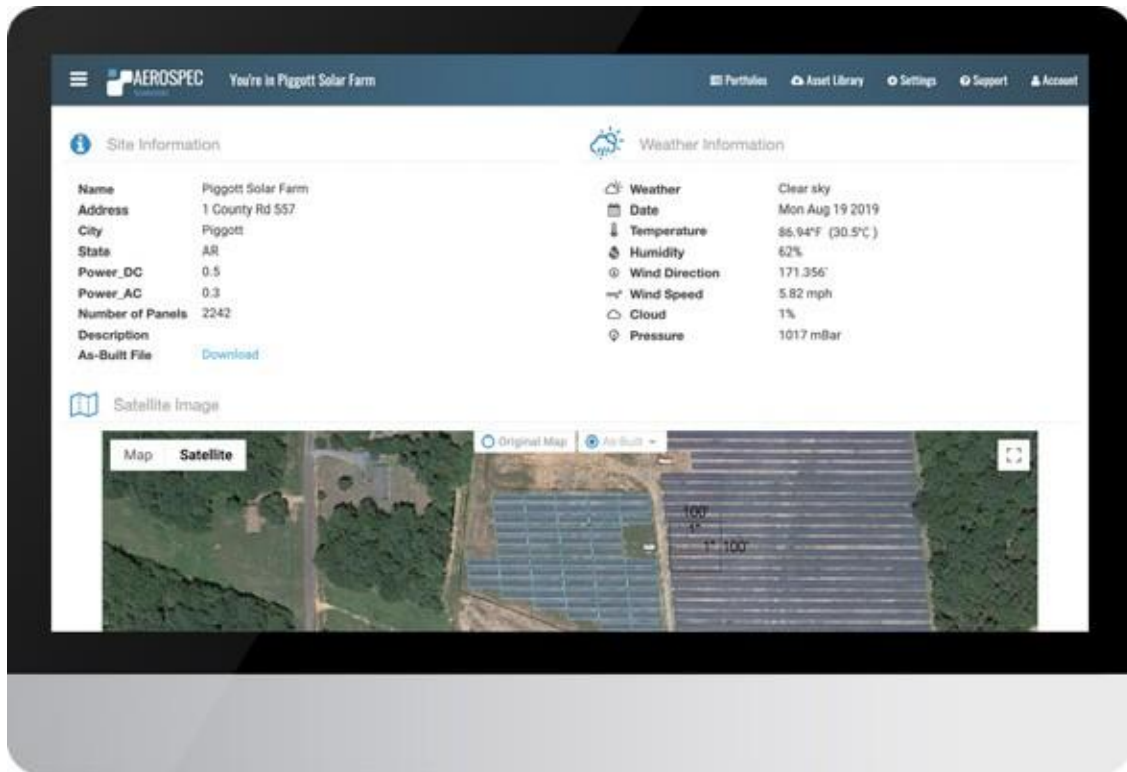 AEROSPEC
You're in Piggott Solar Farm
Portfolios
Asset Library
Settings
Support
Account
Site Information
Name Piggott Solar Farm
Address 1 County Rd 557
City Piggott
State AR
Power_DC 0.5
Power_AC 0.3
Number of Panels 2242
Description
As-Built File Download
Weather Information
Weather Clear sky
Date Mon Aug 19 2019
Temperature 86.94°F (30.5°C )
Humidity 62%
Wind Direction 171.356°
Wind Speed 5.82 mph
Cloud 1%
Pressure 1017 mBar
Satellite Image
Map Satellite
Original Map
As-Built
100'
1"
1" 100'